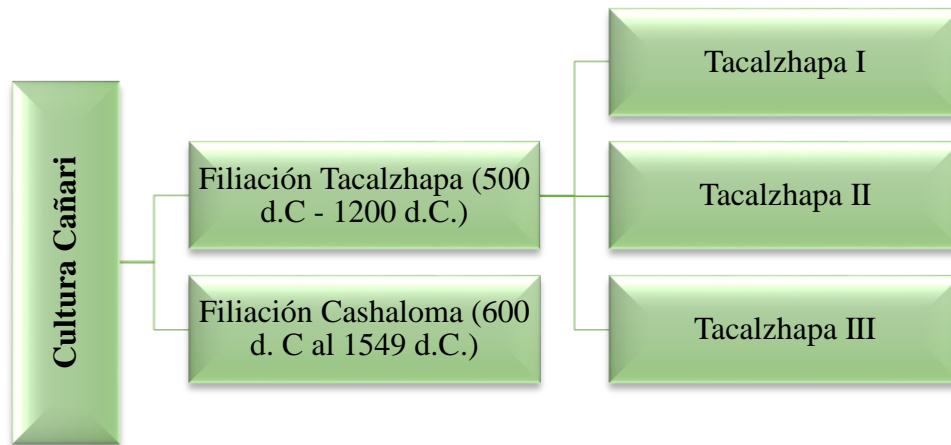 Cultura Cañari
Filiación Tacalzhapa (500
d.C - 1200 d.C.)
Filiación Cashaloma (600
d. C al 1549 d.C.)
Tacalzhapa I
Tacalzhapa II
Tacalzhapa III